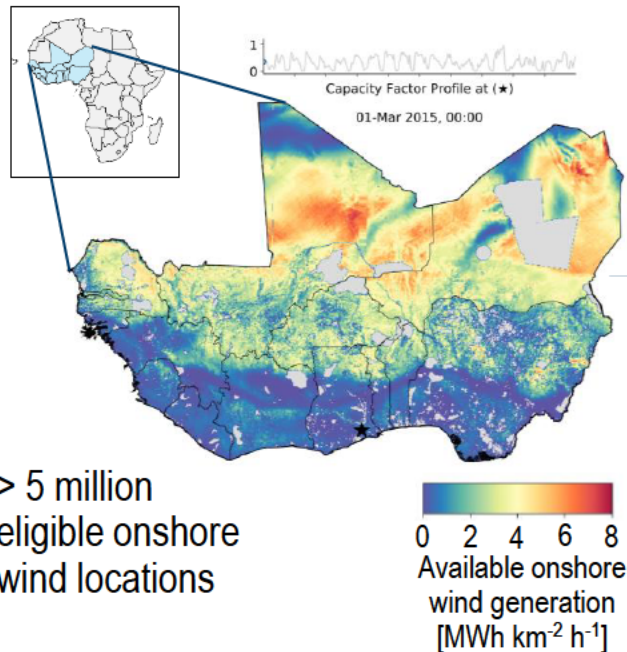 1
0
Capacity Factor Profile at (★)
01-Mar 2015, 00:00
> 5 million
eligible onshore
wind locations
0 2 4 6 8
Available onshore
wind generation
[MWh km⁻² h⁻¹]